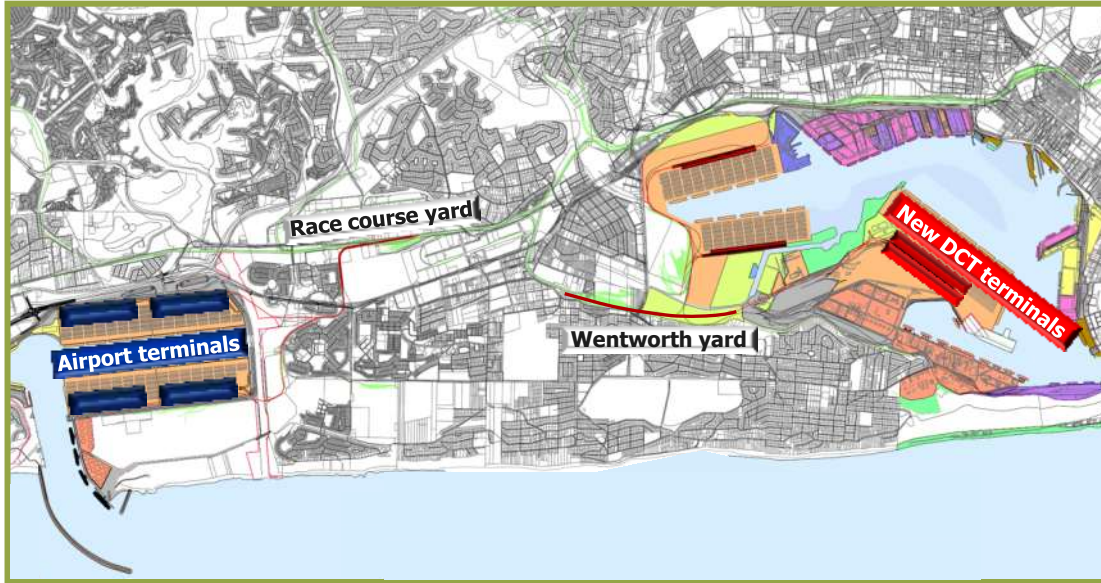 Race course yard
New DCT terminals
Airport terminals
Wentworth yard